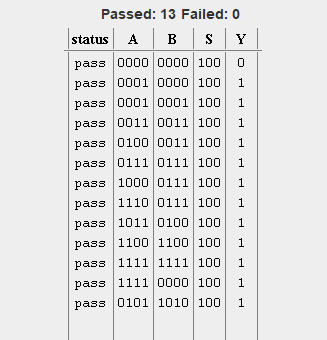 Passed: 13 Failed: 0
status A B S Y
pass 0000 0000 100 0
pass 0001 0000 100 1
pass 0001 0001 100 1
pass 0011 0011 100 1
pass 0100 0011 100 1
pass 0111 0111 100 1
pass 1000 0111 100 1
pass 1110 0111 100 1
pass 1011 0100 100 1
pass 1100 1100 100 1
pass 1111 1111 100 1
pass 1111 0000 100 1
pass 0101 1010 100 1